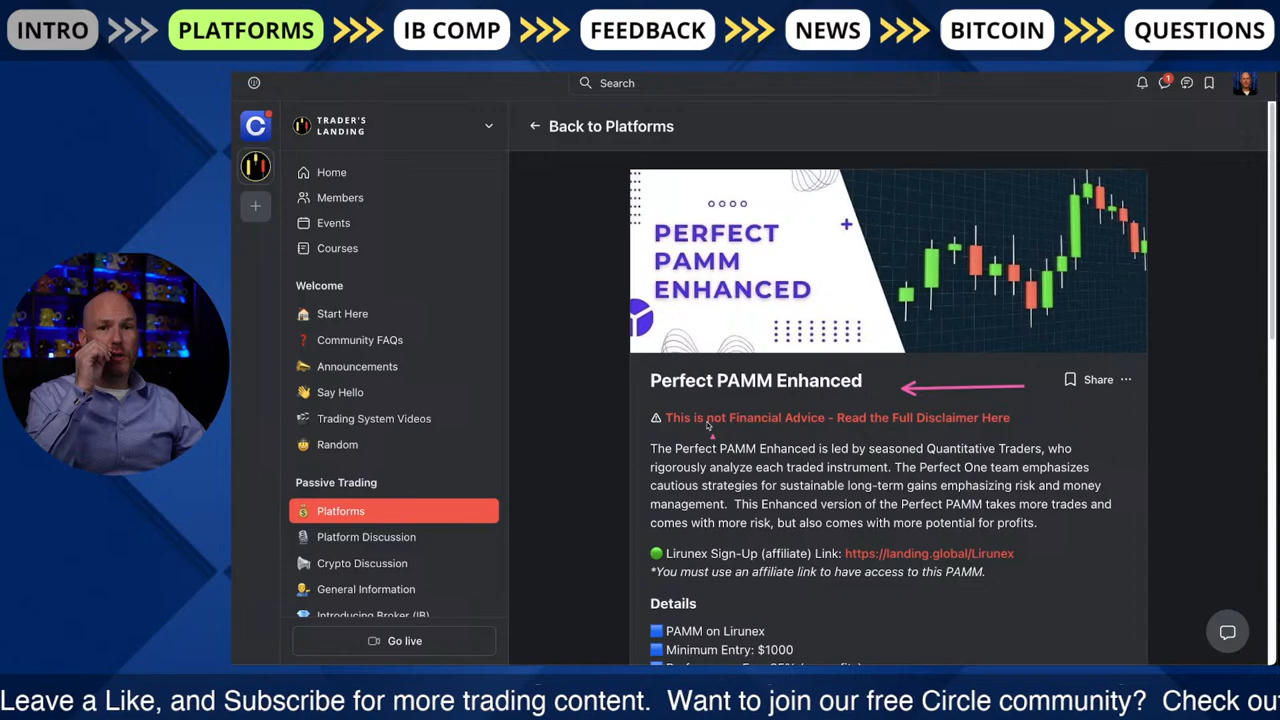 INTRO
PLATFORMS
IB COMP
FEEDBACK
NEWS
BITCOIN
QUESTIONS
Search
1
C
TRADER'S
LANDING
Back to Platforms
Home
Members
Events
Courses
Welcome
Start Here
Community FAQs
Announcements
Say Hello
Trading System Videos
Random
Passive Trading
Platforms
Platform Discussion
Crypto Discussion
General Information
Introducing Broker (IB)
Go live
PERFECT
PAMM
ENHANCED
Perfect PAMM Enhanced
Share
This is not Financial Advice - Read the Full Disclaimer Here
The Perfect PAMM Enhanced is led by seasoned Quantitative Traders, who
rigorously analyze each traded instrument. The Perfect One team emphasizes
cautious strategies for sustainable long-term gains emphasizing risk and money
management. This Enhanced version of the Perfect PAMM takes more trades and
comes with more risk, but also comes with more potential for profits.
Lirunex Sign-Up (affiliate) Link: https://landing.global/Lirunex
*You must use an affiliate link to have access to this PAMM.
Details
PAMM on Lirunex
Minimum Entry: $1000
Leave a Like, and Subscribe for more trading content. Want to join our free Circle community? Check out